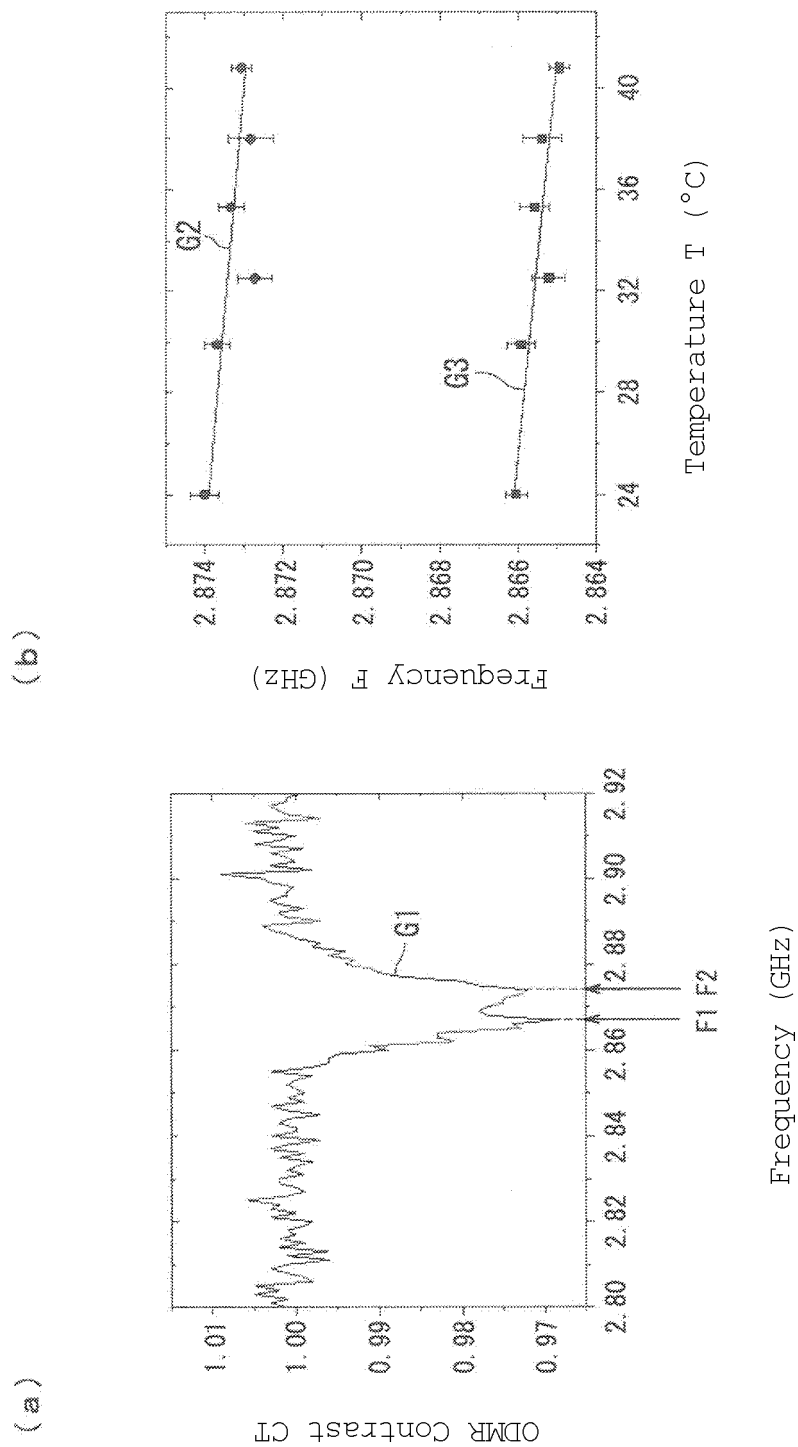 (a)
ODMR Contrast CT
1.01
1.00
0.99
0.98
0.97
G1
F1 F2
2.80 2.82 2.84 2.86 2.88 2.90 2.92
Frequency (GHz)
(b)
Frequency F (GHz)
2.874
2.872
2.870
2.868
2.866
2.864
G2
G3
24 28 32 36 40
Temperature T (°C)